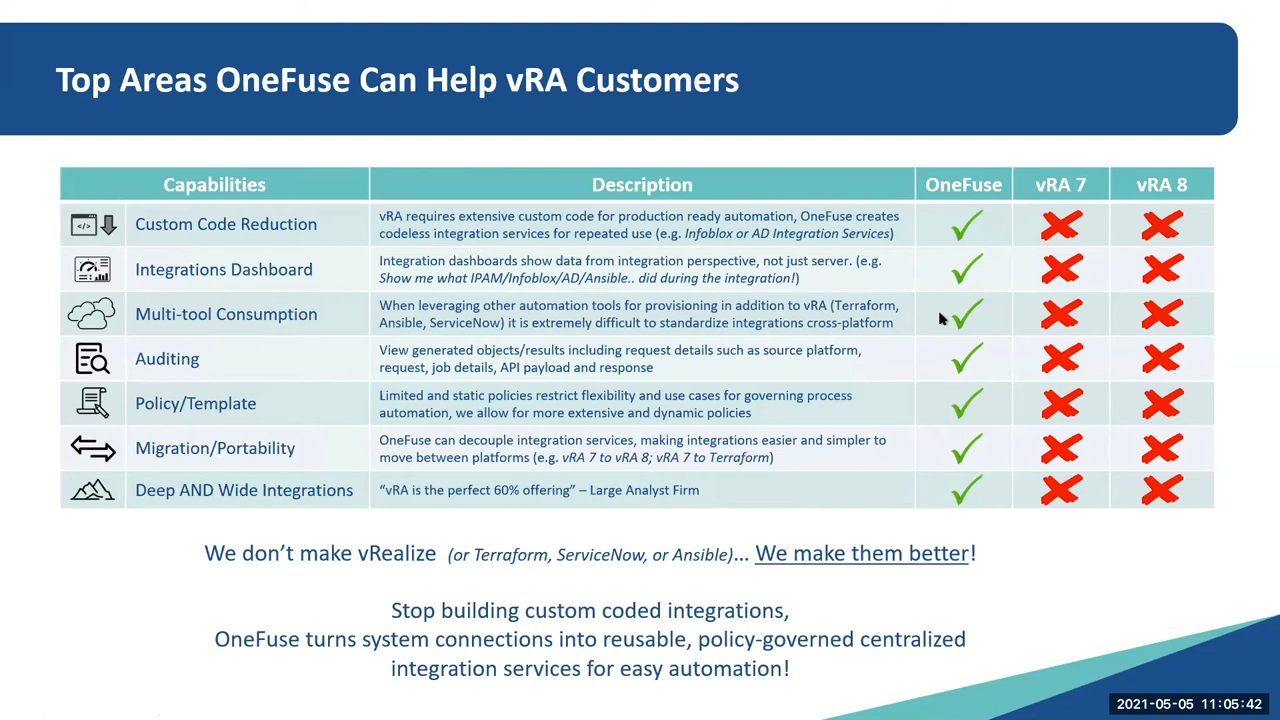 Top Areas OneFuse Can Help vRA Customers
Capabilities Description OneFuse vRA 7 vRA 8
Custom Code Reduction
vRA requires extensive custom code for production ready automation, OneFuse creates
codeless integration services for repeated use (e.g. Infoblox or AD Integration Services)
Integrations Dashboard
Integration dashboards show data from integration perspective, not just server. (e.g.
Show me what IPAM/Infoblox/AD/Ansible.. did during the integration!)
Multi-tool Consumption
When leveraging other automation tools for provisioning in addition to vRA (Terraform,
Ansible, ServiceNow) it is extremely difficult to standardize integrations cross-platform
Auditing
View generated objects/results including request details such as source platform,
request, job details, API payload and response
Policy/Template
Limited and static policies restrict flexibility and use cases for governing process
automation, we allow for more extensive and dynamic policies
Migration/Portability
OneFuse can decouple integration services, making integrations easier and simpler to
move between platforms (e.g. vRA 7 to vRA 8; vRA 7 to Terraform)
Deep AND Wide Integrations
“vRA is the perfect 60% offering” – Large Analyst Firm
We don’t make vRealize (or Terraform, ServiceNow, or Ansible)… We make them better!
Stop building custom coded integrations,
OneFuse turns system connections into reusable, policy-governed centralized
integration services for easy automation!
2021-05-05 11:05:42